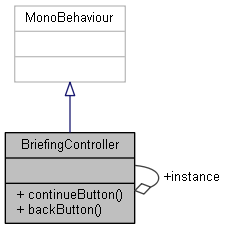 MonoBehaviour
BriefingController
+instance
+ continueButton()
+ backButton()